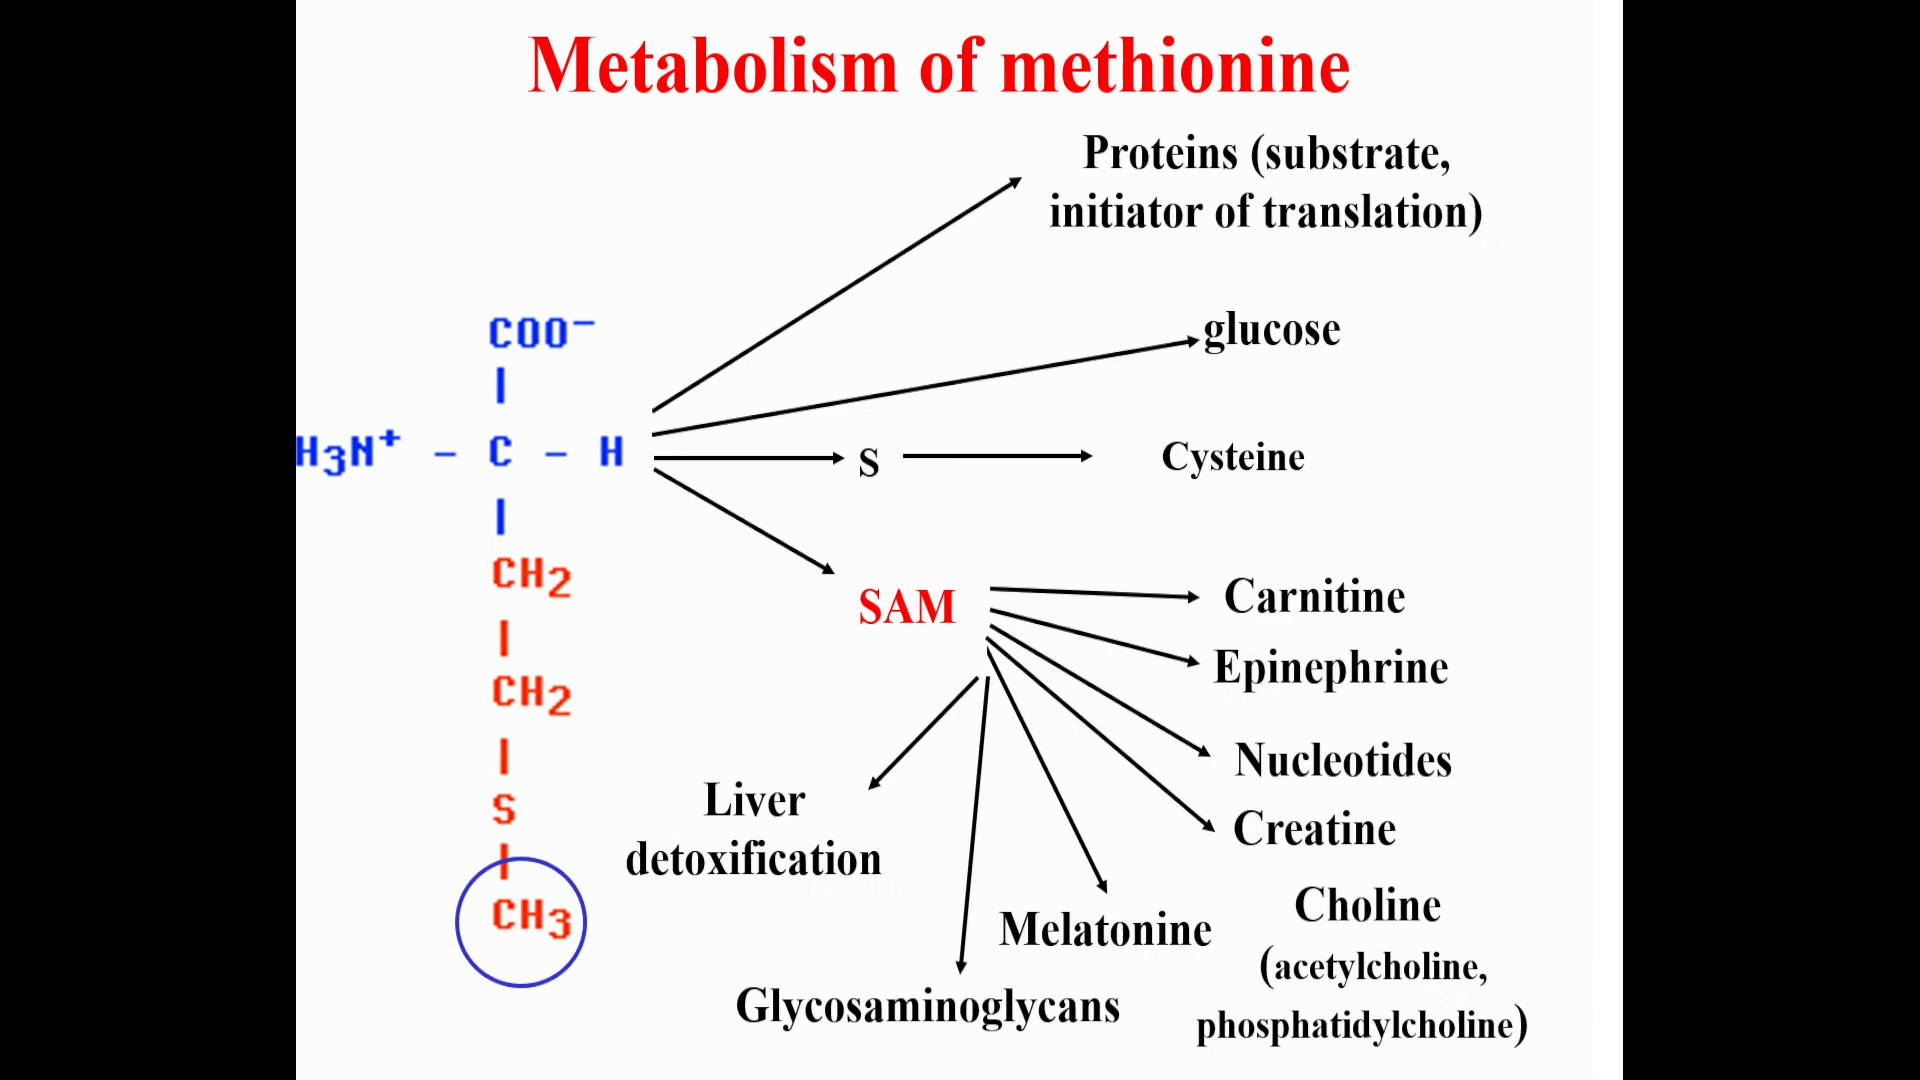 Metabolism of methionine
Proteins (substrate,
initiator of translation)
glucose
COO⁻
H₃N⁺ – C – H
S
Cysteine
CH₂
CH₂
S
CH₃
SAM
Carnitine
Epinephrine
Nucleotides
Creatine
Choline
(acetylcholine,
phosphatidylcholine)
Melatonine
Glycosaminoglycans
Liver
detoxification